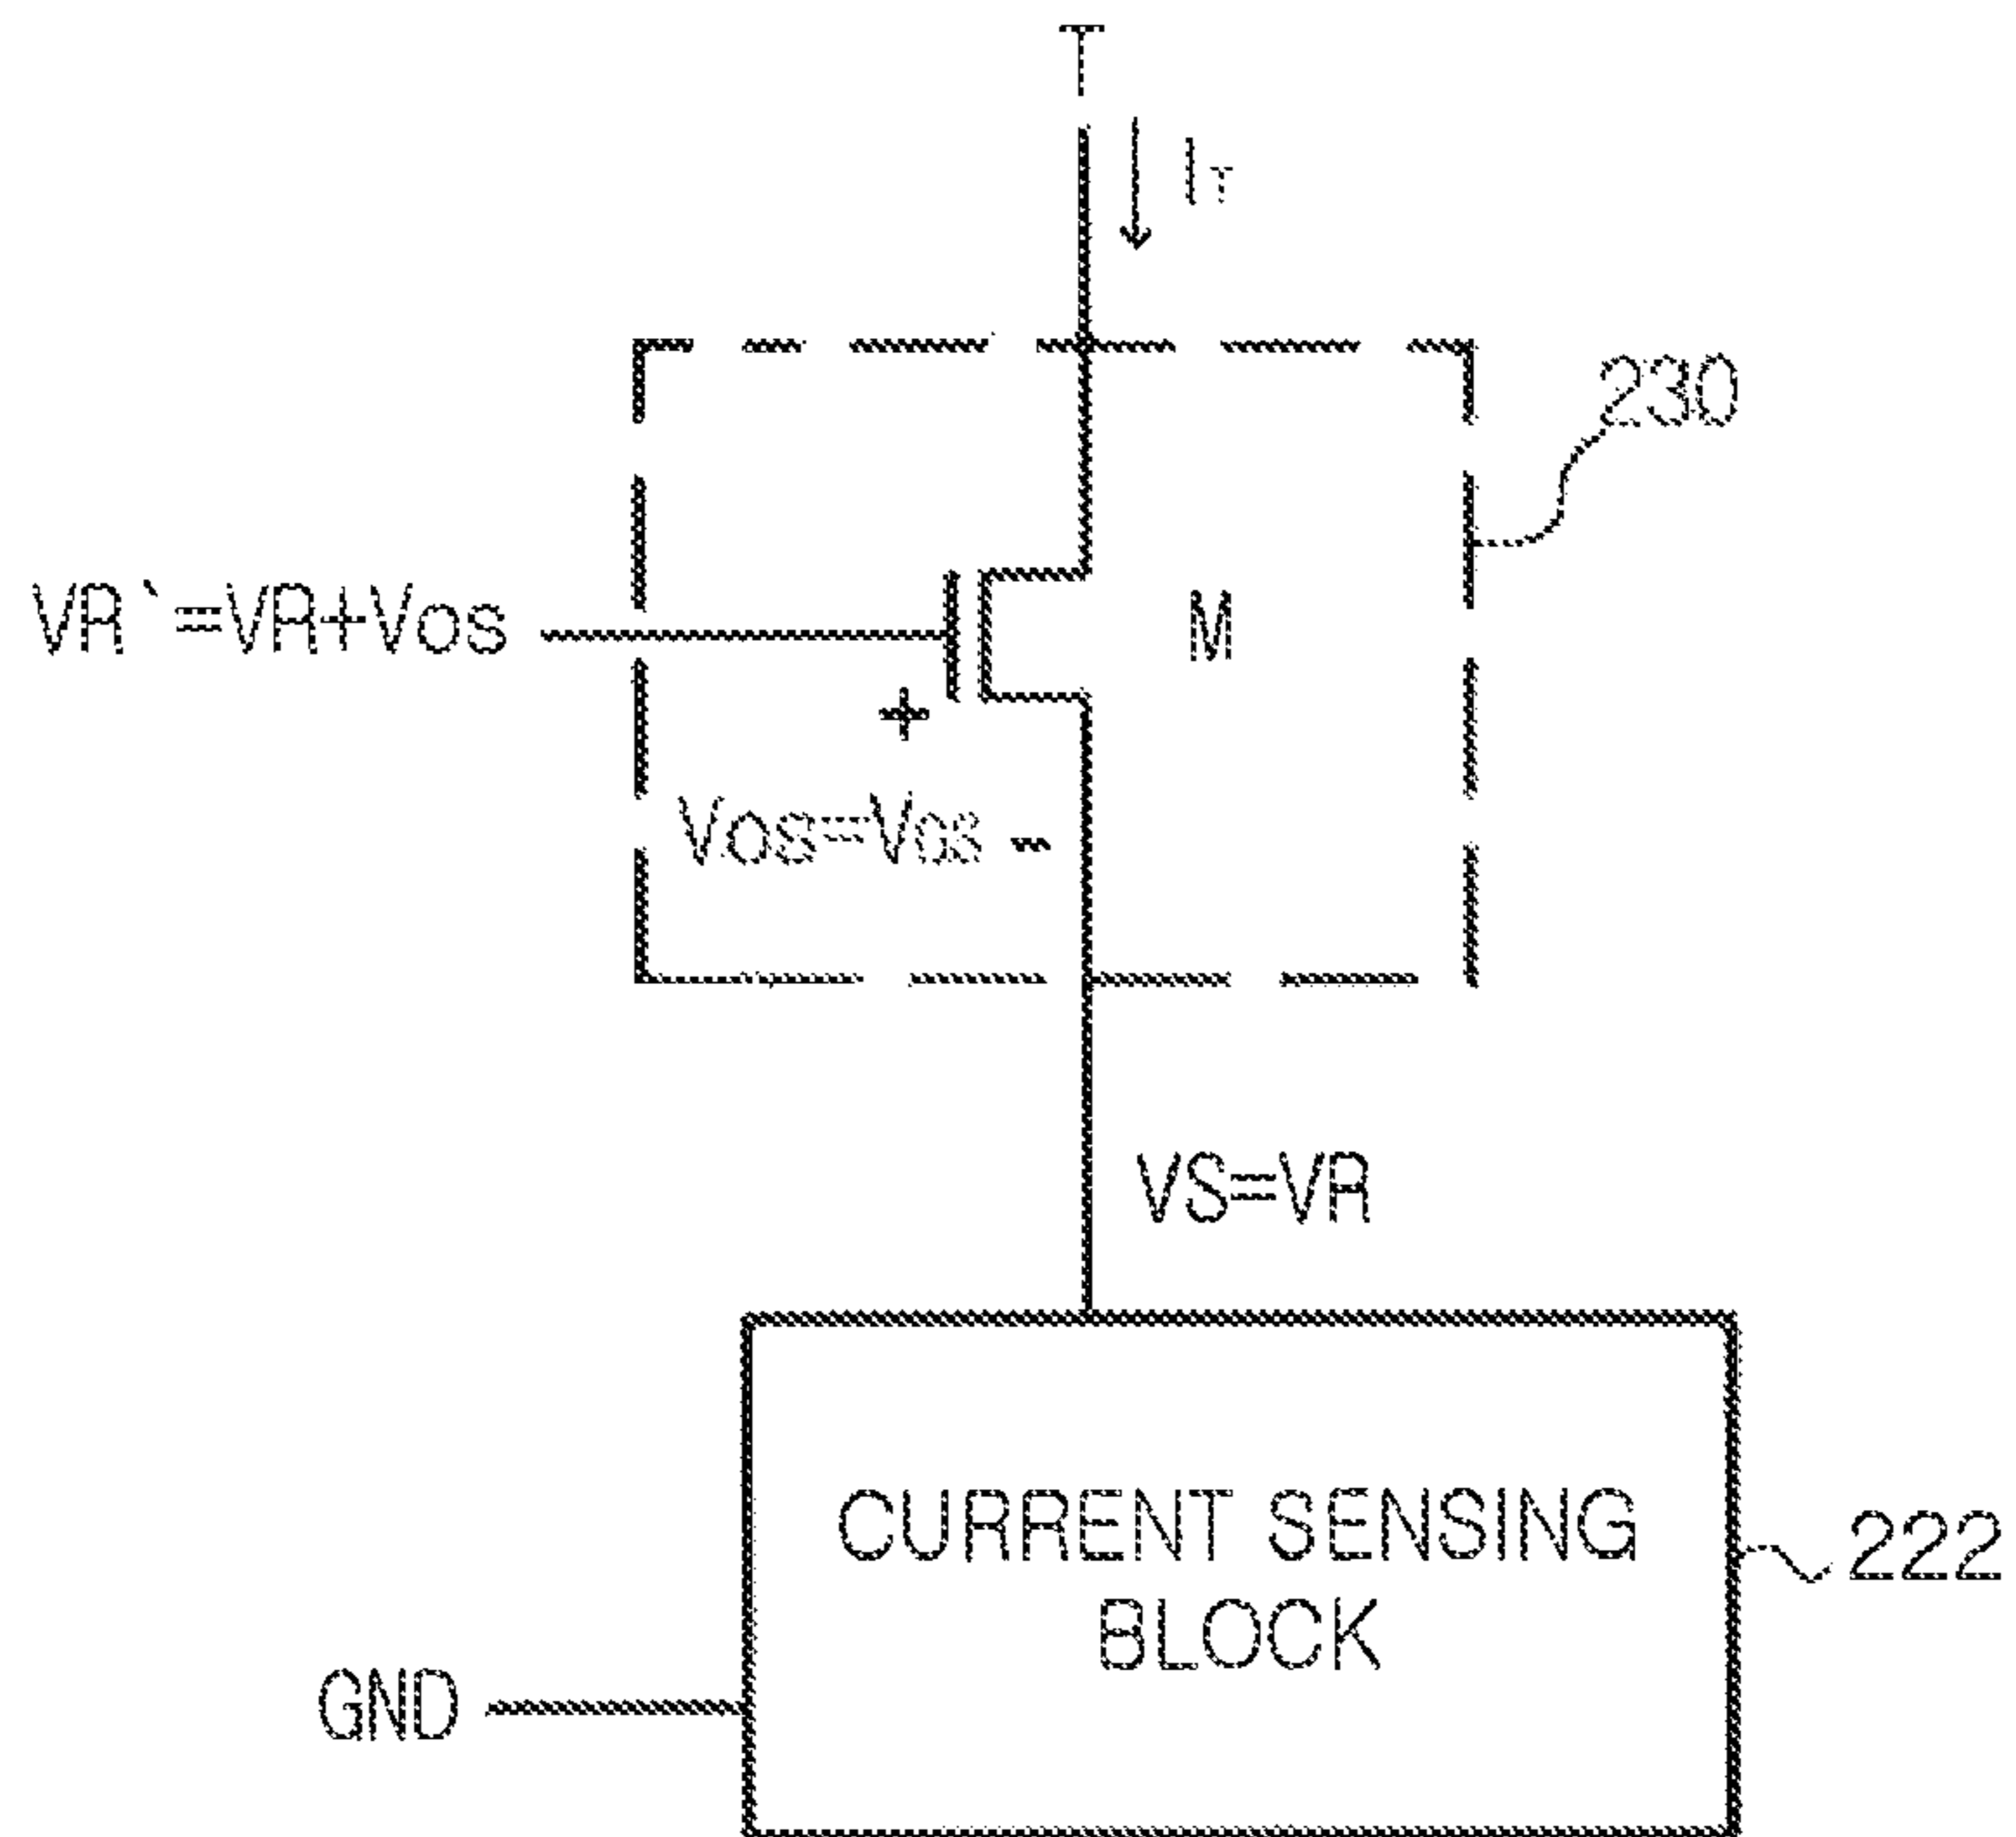 T
IT
230
VR`=VR+Vos
M
+
Vos=VGS -
VS=VR
CURRENT SENSING
BLOCK
222
GND